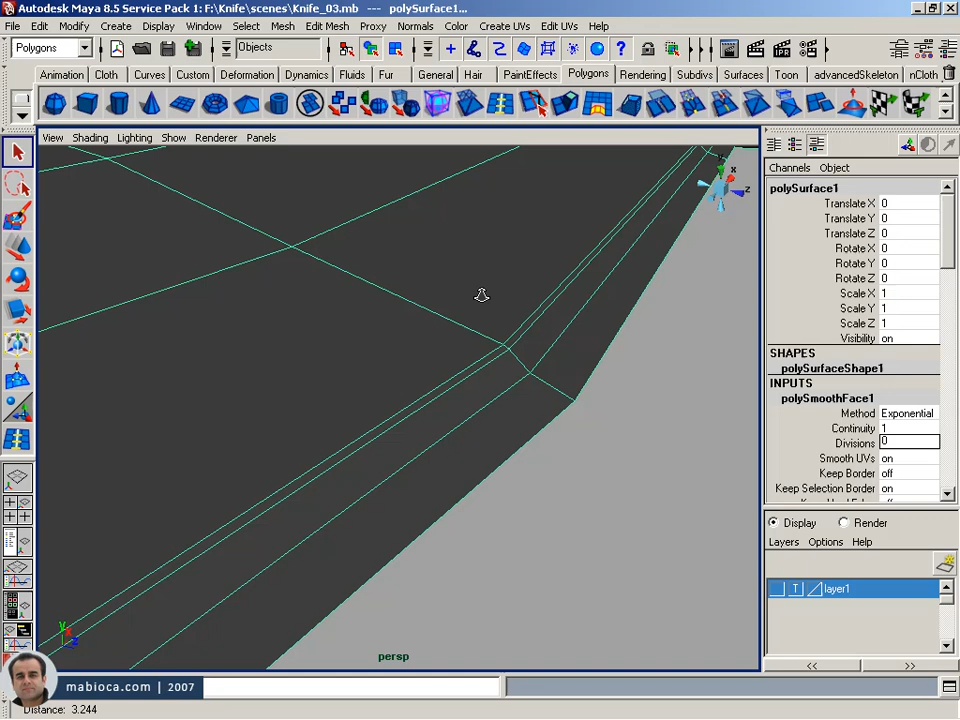 Autodesk Maya 8.5 Service Pack 1: F:\Knife\scenes\Knife_03.mb --- polySurface1...
File Edit Modify Create Display Window Select Mesh Edit Mesh Proxy Normals Color Create UVs Edit UVs Help
Polygons Objects
Animation Cloth Curves Custom Deformation Dynamics Fluids Fur General Hair PaintEffects Polygons Rendering Subdivs Surfaces Toon advancedSkeleton nCloth
View Shading Lighting Show Renderer Panels
Channels Object
polySurface1
Translate X 0
Translate Y 0
Translate Z 0
Rotate X 0
Rotate Y 0
Rotate Z 0
Scale X 1
Scale Y 1
Scale Z 1
Visibility on
SHAPES
polySurfaceShape1
INPUTS
polySmoothFace1
Method Exponential
Continuity 1
Divisions 0
Smooth UVs on
Keep Border off
Keep Selection Border on
Display Render
Layers Options Help
T layer1
<< >>
x
z
y
x
z
persp
mabioca.com | 2007
Distance: 3.244